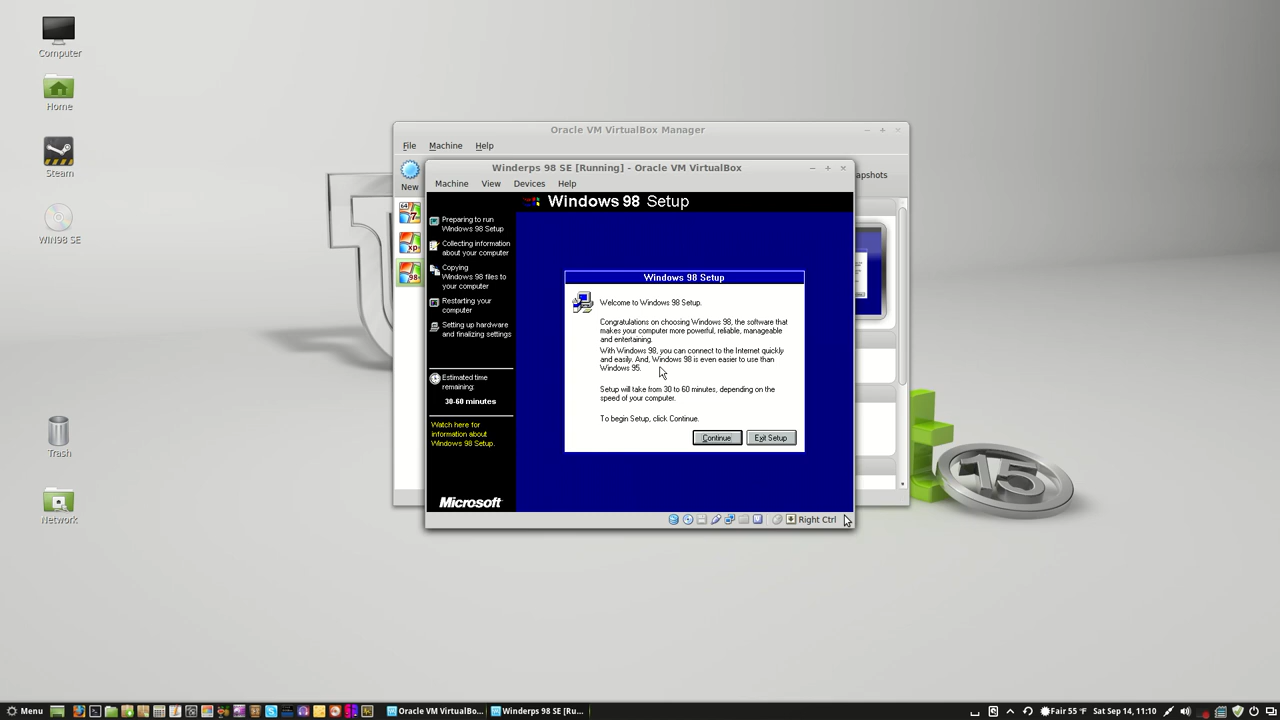 Computer
Home
Steam
WIN98 SE
Trash
Network
Oracle VM VirtualBox Manager
File Machine Help
New
apshots
64
7
xp
98
Winderps 98 SE [Running] - Oracle VM VirtualBox
Machine View Devices Help
Windows 98 Setup
Preparing to run
Windows 98 Setup
Collecting information
about your computer
Copying
Windows 98 files to
your computer
Restarting your
computer
Setting up hardware
and finalizing settings
Estimated time
remaining:
30-60 minutes
Watch here for
information about
Windows 98 Setup.
Microsoft
Windows 98 Setup
Welcome to Windows 98 Setup.
Congratulations on choosing Windows 98, the software that
makes your computer more powerful, reliable, manageable
and entertaining.
With Windows 98, you can connect to the Internet quickly
and easily. And, Windows 98 is even easier to use than
Windows 95.
Setup will take from 30 to 60 minutes, depending on the
speed of your computer.
To begin Setup, click Continue.
Continue Exit Setup
Right Ctrl
15
Menu
Oracle VM VirtualBo...
Winderps 98 SE [Ru...
Fair 55 °F Sat Sep 14, 11:10